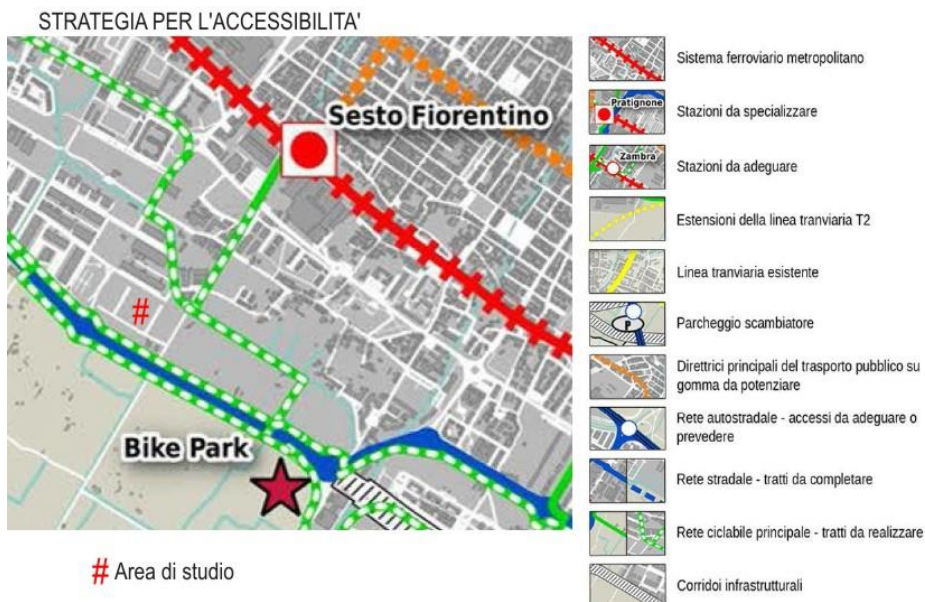 STRATEGIA PER L'ACCESSIBILITA'
Sesto Fiorentino
Bike Park
# 
# Area di studio
Sistema ferroviario metropolitano
Pratignone
Stazioni da specializzare
Zambra
Stazioni da adeguare
Estensioni della linea tranviaria T2
Linea tranviaria esistente
P
Parcheggio scambiatore
Direttrici principali del trasporto pubblico su
gomma da potenziare
Rete autostradale - accessi da adeguare o
prevedere
Rete stradale - tratti da completare
Rete ciclabile principale - tratti da realizzare
Corridoi infrastrutturali